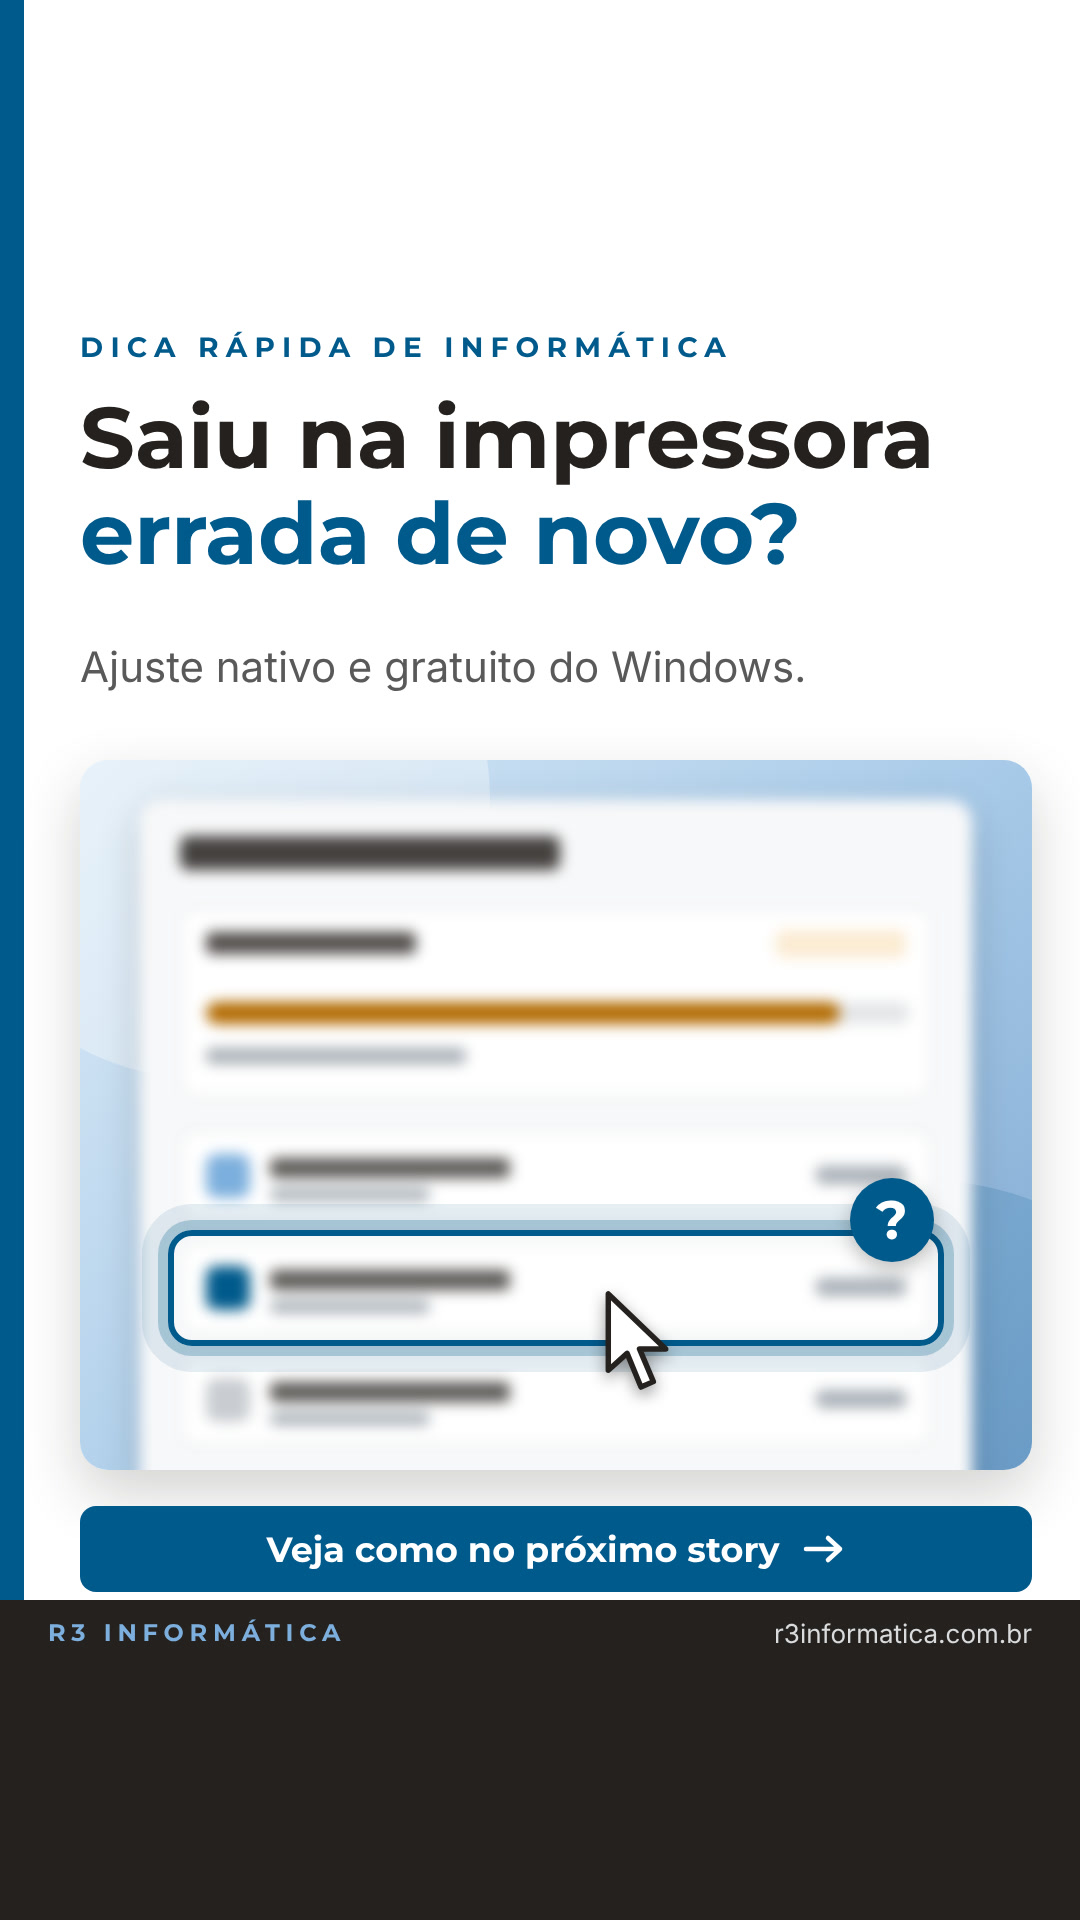 DICA RÁPIDA DE INFORMÁTICA
Saiu na impressora
errada de novo?
Ajuste nativo e gratuito do Windows.
?
Veja como no próximo story →
R3 INFORMÁTICA
r3informatica.com.br